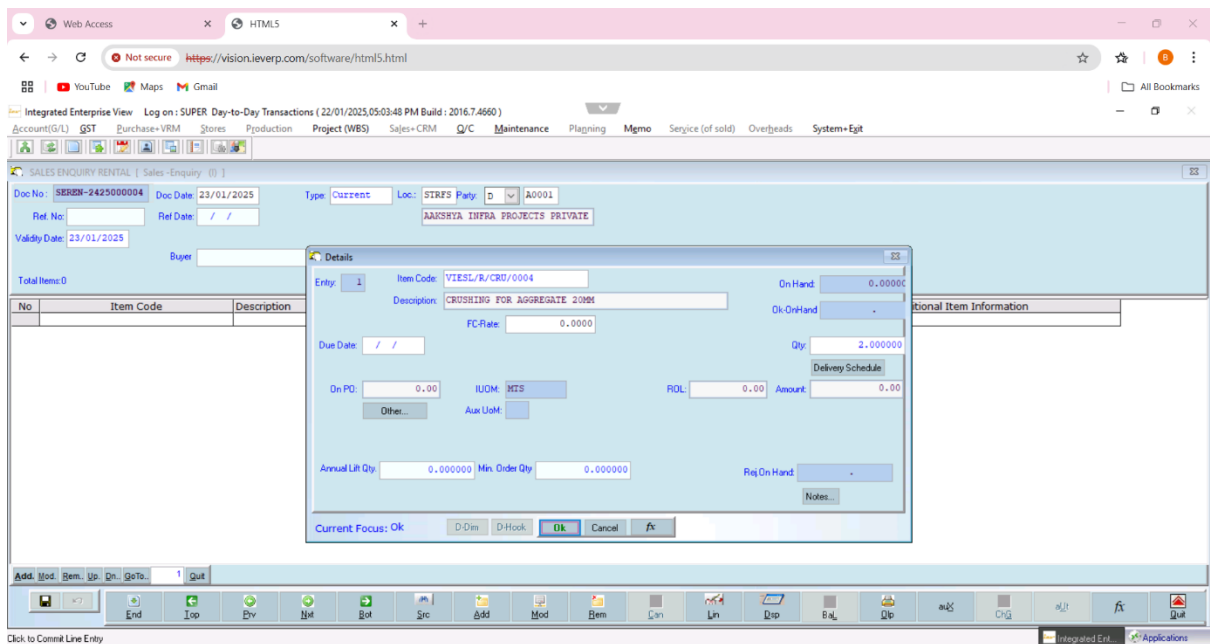 Web Access
HTML5
Not secure https://vision.ieverp.com/software/html5.html
B
YouTube Maps Gmail All Bookmarks
Integrated Enterprise View Log on : SUPER Day-to-Day Transactions ( 22/01/2025,05:03:48 PM Build : 2016.7.4660 )
Account(G/L) GST Purchase+VRM Stores Production Project (WBS) Sales+CRM Q/C Maintenance Planning Memo Service (of sold) Overheads System+Exit
SALES ENQUIRY RENTAL [ Sales -Enquiry (I) ]
Doc No : SEREN-2425000004 Doc Date: 23/01/2025 Type: Current Loc.: STRFS Party: D A0001
Ref. No: Ref Date: / / AAKSHYA INFRA PROJECTS PRIVATE
Validity Date: 23/01/2025
Buyer
Total Items:0
No Item Code Description itional Item Information
Details
Entry: 1 Item Code: VIESL/R/CRU/0004 On Hand: 0.00000
Description: CRUSHING FOR AGGREGATE 20MM Ok-OnHand .
FC-Rate: 0.0000
Due Date: / / Qty: 2.000000
Delivery Schedule
On PO: 0.00 IUOM: MTS ROL: 0.00 Amount: 0.00
Other... Aux UoM:
Annual Lift Qty. 0.000000 Min. Order Qty 0.000000 Rej.On Hand: .
Notes...
Current Focus: Ok D-Dim D-Hook Ok Cancel fx
Add. Mod. Rem.. Up. Dn.. GoTo.. 1 Quit
End Top Prv Nxt Bot Src Add Mod Rem Can Lin Dsp BaL Dlp auX ChG alJt fx Quit
Click to Commit Line Entry Integrated Ent... Applications